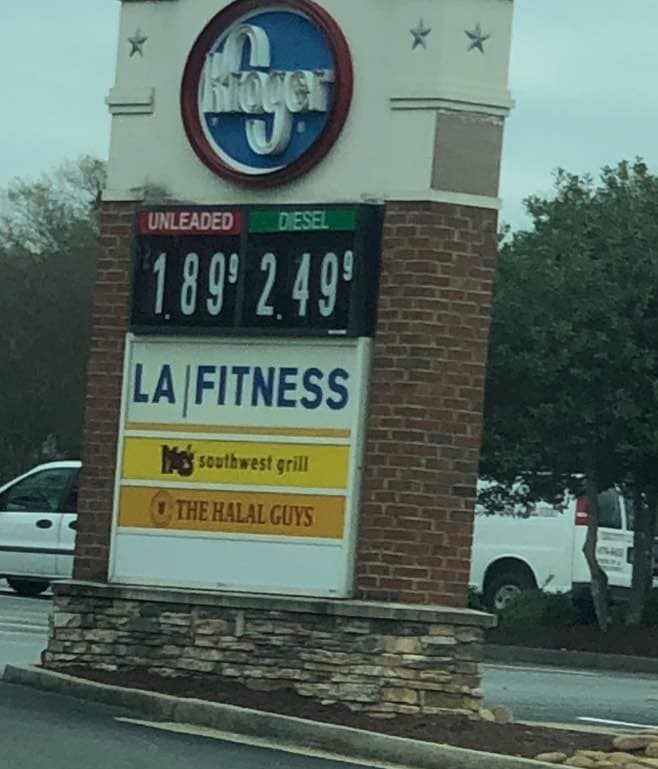 Kroger
UNLEADED DIESEL
1.89⁹ 2.49⁹
LA|FITNESS
Moe's southwest grill
THE HALAL GUYS